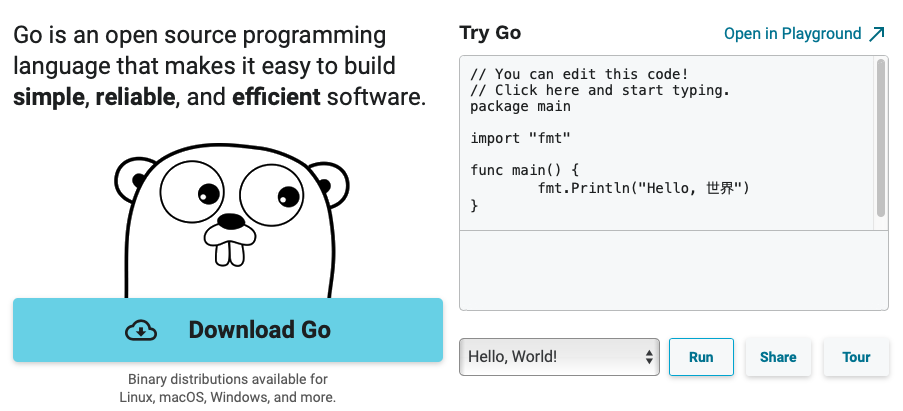 Go is an open source programming
language that makes it easy to build
simple, reliable, and efficient software.
Download Go
Binary distributions available for
Linux, macOS, Windows, and more.
Try Go
Open in Playground
// You can edit this code!
// Click here and start typing.
package main
import "fmt"
func main() {
        fmt.Println("Hello, 世界")
}
Hello, World!
Run
Share
Tour